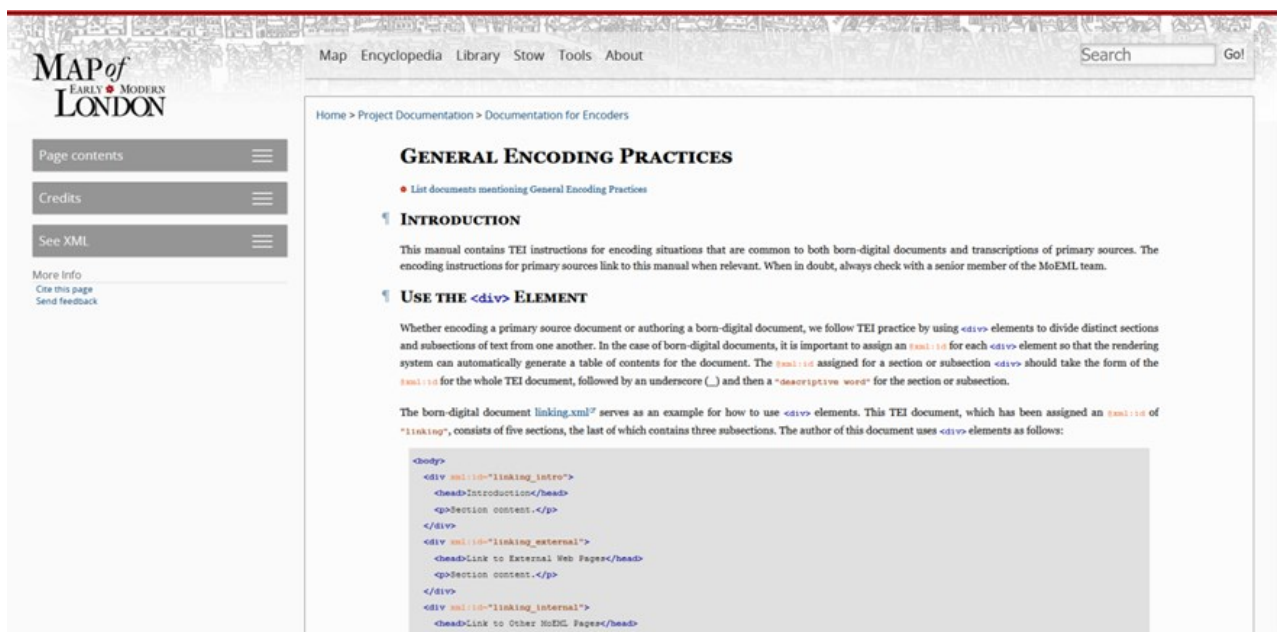 MAP of
EARLY MODERN
LONDON
Map Encyclopedia Library Stow Tools About
Search Go!
Page contents
Credits
See XML
More Info
Cite this page
Send feedback
Home > Project Documentation > Documentation for Encoders
GENERAL ENCODING PRACTICES
List documents mentioning General Encoding Practices
¶ INTRODUCTION
This manual contains TEI instructions for encoding situations that are common to both born-digital documents and transcriptions of primary sources. The
encoding instructions for primary sources link to this manual when relevant. When in doubt, always check with a senior member of the MoEML team.
¶ USE THE <div> ELEMENT
Whether encoding a primary source document or authoring a born-digital document, we follow TEI practice by using <div> elements to divide distinct sections
and subsections of text from one another. In the case of born-digital documents, it is important to assign an @xml:id for each <div> element so that the rendering
system can automatically generate a table of contents for the document. The @xml:id assigned for a section or subsection <div> should take the form of the
@xml:id for the whole TEI document, followed by an underscore (_) and then a "descriptive word" for the section or subsection.
The born-digital document linking.xml serves as an example for how to use <div> elements. This TEI document, which has been assigned an @xml:id of
"linking", consists of five sections, the last of which contains three subsections. The author of this document uses <div> elements as follows:
<body>
<div xml:id="linking_intro">
<head>Introduction</head>
<p>Section content.</p>
</div>
<div xml:id="linking_external">
<head>Link to External Web Pages</head>
<p>Section content.</p>
</div>
<div xml:id="linking_internal">
<head>Link to Other MoEML Pages</head>